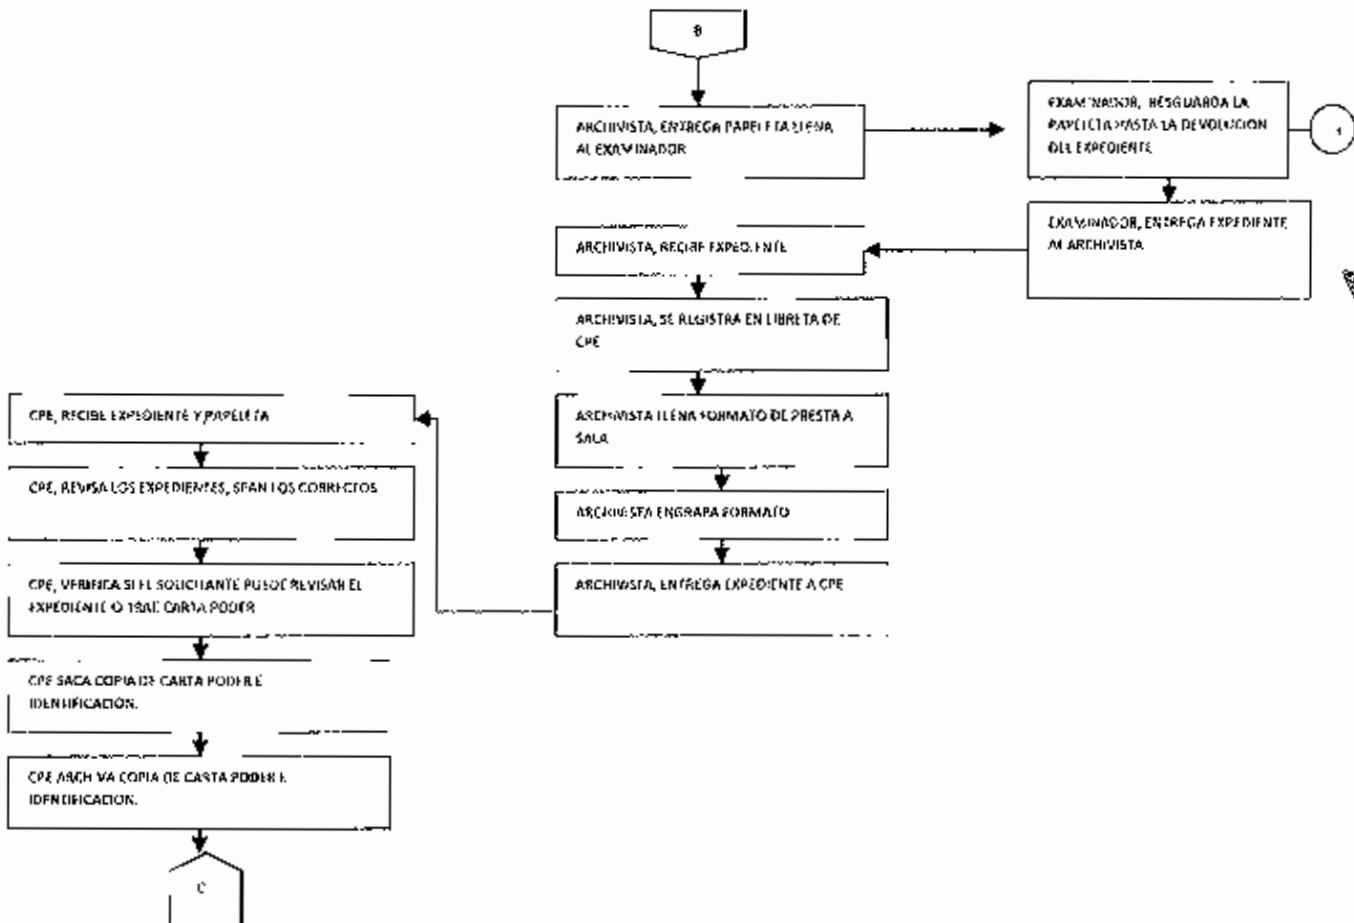 B
ARCHIVISTA, ENTREGA PAPELETA LLENA
AL EXAMINADOR
EXAMINADOR, RESGUARDA LA
PAPELETA HASTA LA DEVOLUCION
DEL EXPEDIENTE
EXAMINADOR, ENTREGA EXPEDIENTE
AL ARCHIVISTA
ARCHIVISTA, RECIBE EXPEDIENTE
ARCHIVISTA, SE REGISTRA EN LIBRETA DE
CPE
ARCHIVISTA LLENA FORMATO DE PRESTA A
SALA
ARCHIVISTA ENGRAPA FORMATO
ARCHIVISTA, ENTREGA EXPEDIENTE A CPE
CPE, RECIBE EXPEDIENTE Y PAPELETA
CPE, REVISA LOS EXPEDIENTES, SEAN LOS CORRECTOS
CPE, VERIFICA SI EL SOLICITANTE PUEDE REVISAR EL
EXPEDIENTE O TRAE CARTA PODER
CPE SACA COPIA DE CARTA PODER E
IDENTIFICACIÓN.
CPE ARCHIVA COPIA DE CARTA PODER E
IDENTIFICACION.
C